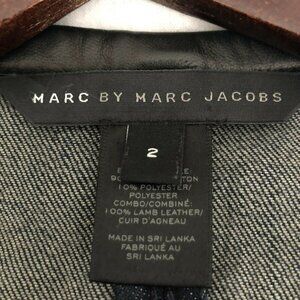 MARC BY MARC JACOBS
2
10% POLYESTER/
POLYESTER
COMBO/COMBINÉ:
100% LAMB LEATHER/
CUIR D'AGNEAU
MADE IN SRI LANKA
FABRIQUÉ AU
SRI LANKA